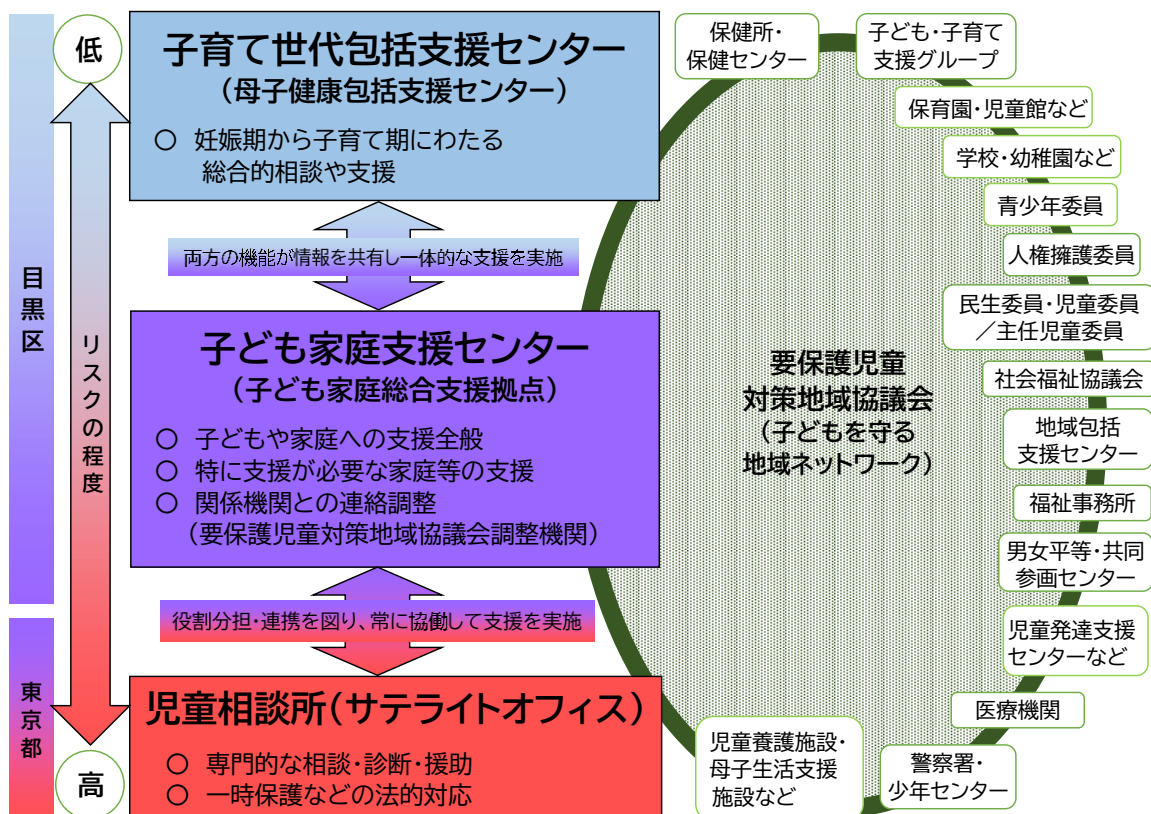 低
子育て世代包括支援センター
(母子健康包括支援センター)
○ 妊娠期から子育て期にわたる
総合的相談や支援
両方の機能が情報を共有し一体的な支援を実施
目黒区
リスクの程度
子ども家庭支援センター
(子ども家庭総合支援拠点)
○ 子どもや家庭への支援全般
○ 特に支援が必要な家庭等の支援
○ 関係機関との連絡調整
(要保護児童対策地域協議会調整機関)
役割分担・連携を図り、常に協働して支援を実施
東京都
児童相談所(サテライトオフィス)
○ 専門的な相談・診断・援助
○ 一時保護などの法的対応
高
要保護児童
対策地域協議会
(子どもを守る
地域ネットワーク)
保健所・
保健センター
子ども・子育て
支援グループ
保育園・児童館など
学校・幼稚園など
青少年委員
人権擁護委員
民生委員・児童委員
/主任児童委員
社会福祉協議会
地域包括
支援センター
福祉事務所
男女平等・共同
参画センター
児童発達支援
センターなど
医療機関
警察署・
少年センター
児童養護施設・
母子生活支援
施設など